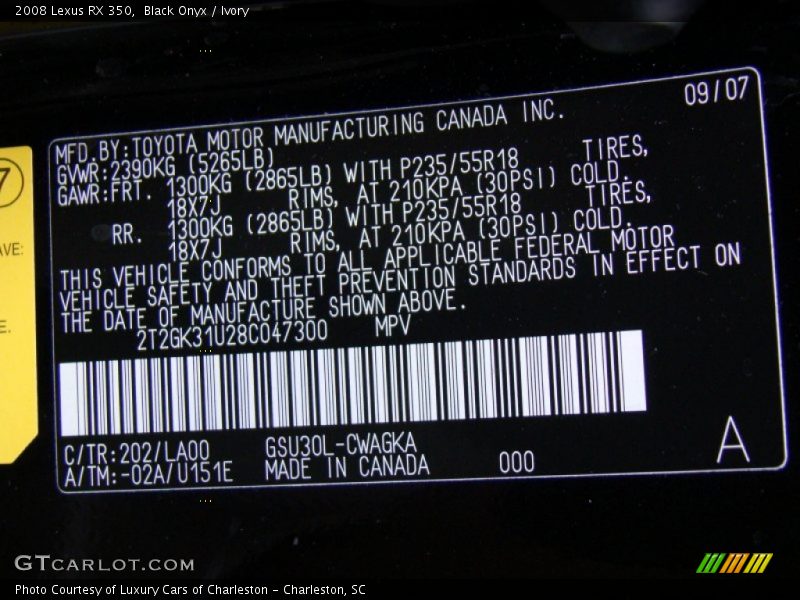 2008 Lexus RX 350,  Black Onyx / Ivory
09/07
MFD.BY:TOYOTA MOTOR MANUFACTURING CANADA INC.
GVWR:2390KG (5265LB)
GAWR:FRT. 1300KG (2865LB) WITH P235/55R18 TIRES,
18X7J RIMS, AT 210KPA (30PSI) COLD.
RR. 1300KG (2865LB) WITH P235/55R18 TIRES,
18X7J RIMS, AT 210KPA (30PSI) COLD.
THIS VEHICLE CONFORMS TO ALL APPLICABLE FEDERAL MOTOR
VEHICLE SAFETY AND THEFT PREVENTION STANDARDS IN EFFECT ON
THE DATE OF MANUFACTURE SHOWN ABOVE.
2T2GK31U28C047300 MPV
C/TR:202/LA00 GSU30L-CWAGKA
A/TM:-02A/U151E MADE IN CANADA 000 A
7
AVE:
E.
GTCARLOT.COM
Photo Courtesy of Luxury Cars of Charleston - Charleston, SC